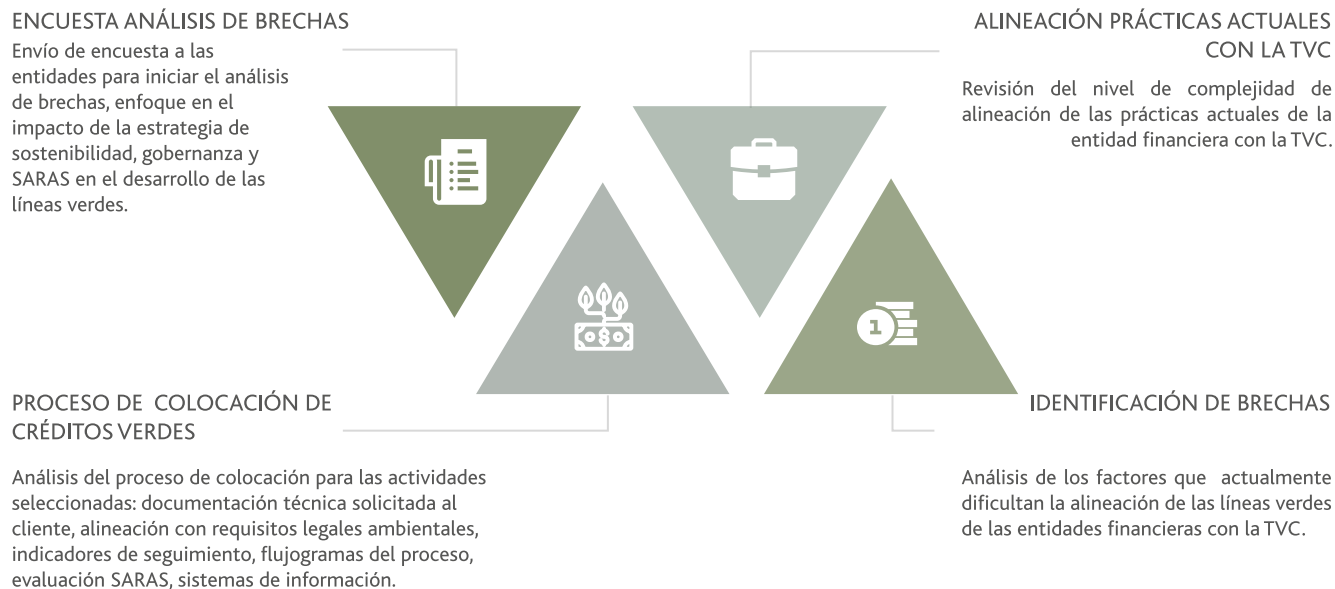 ENCUESTA ANÁLISIS DE BRECHAS
Envío de encuesta a las
entidades para iniciar el análisis
de brechas, enfoque en el
impacto de la estrategia de
sostenibilidad, gobernanza y
SARAS en el desarrollo de las
líneas verdes.
PROCESO DE COLOCACIÓN DE
CRÉDITOS VERDES
Análisis del proceso de colocación para las actividades
seleccionadas: documentación técnica solicitada al
cliente, alineación con requisitos legales ambientales,
indicadores de seguimiento, flujogramas del proceso,
evaluación SARAS, sistemas de información.
ALINEACIÓN PRÁCTICAS ACTUALES
CON LA TVC
Revisión del nivel de complejidad de
alineación de las prácticas actuales de la
entidad financiera con la TVC.
IDENTIFICACIÓN DE BRECHAS
Análisis de los factores que actualmente
dificultan la alineación de las líneas verdes
de las entidades financieras con la TVC.
$
1